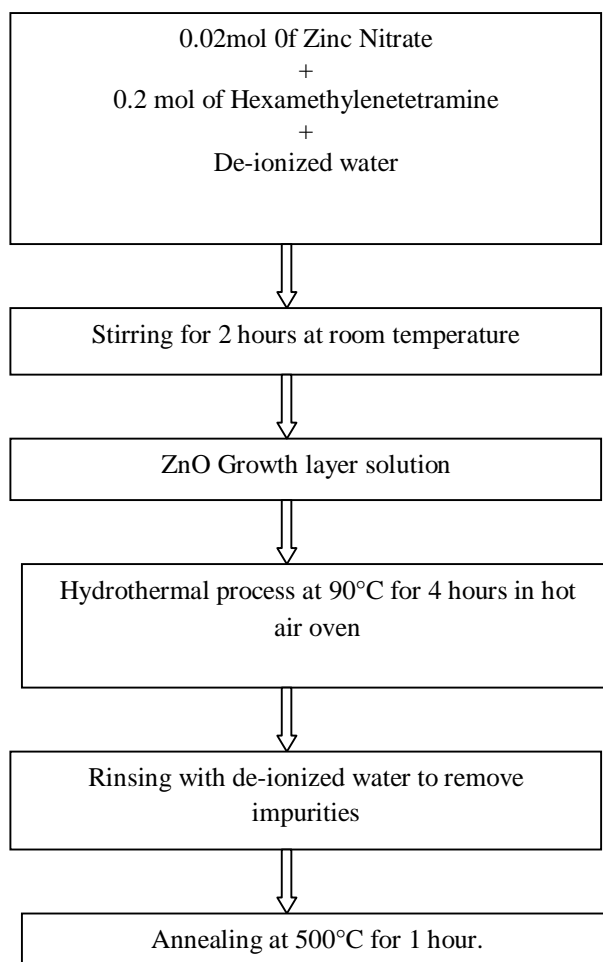 0.02mol 0f Zinc Nitrate
+
0.2 mol of Hexamethylenetetramine
+
De-ionized water
Stirring for 2 hours at room temperature
ZnO Growth layer solution
Hydrothermal process at 90°C for 4 hours in hot
air oven
Rinsing with de-ionized water to remove
impurities
Annealing at 500°C for 1 hour.